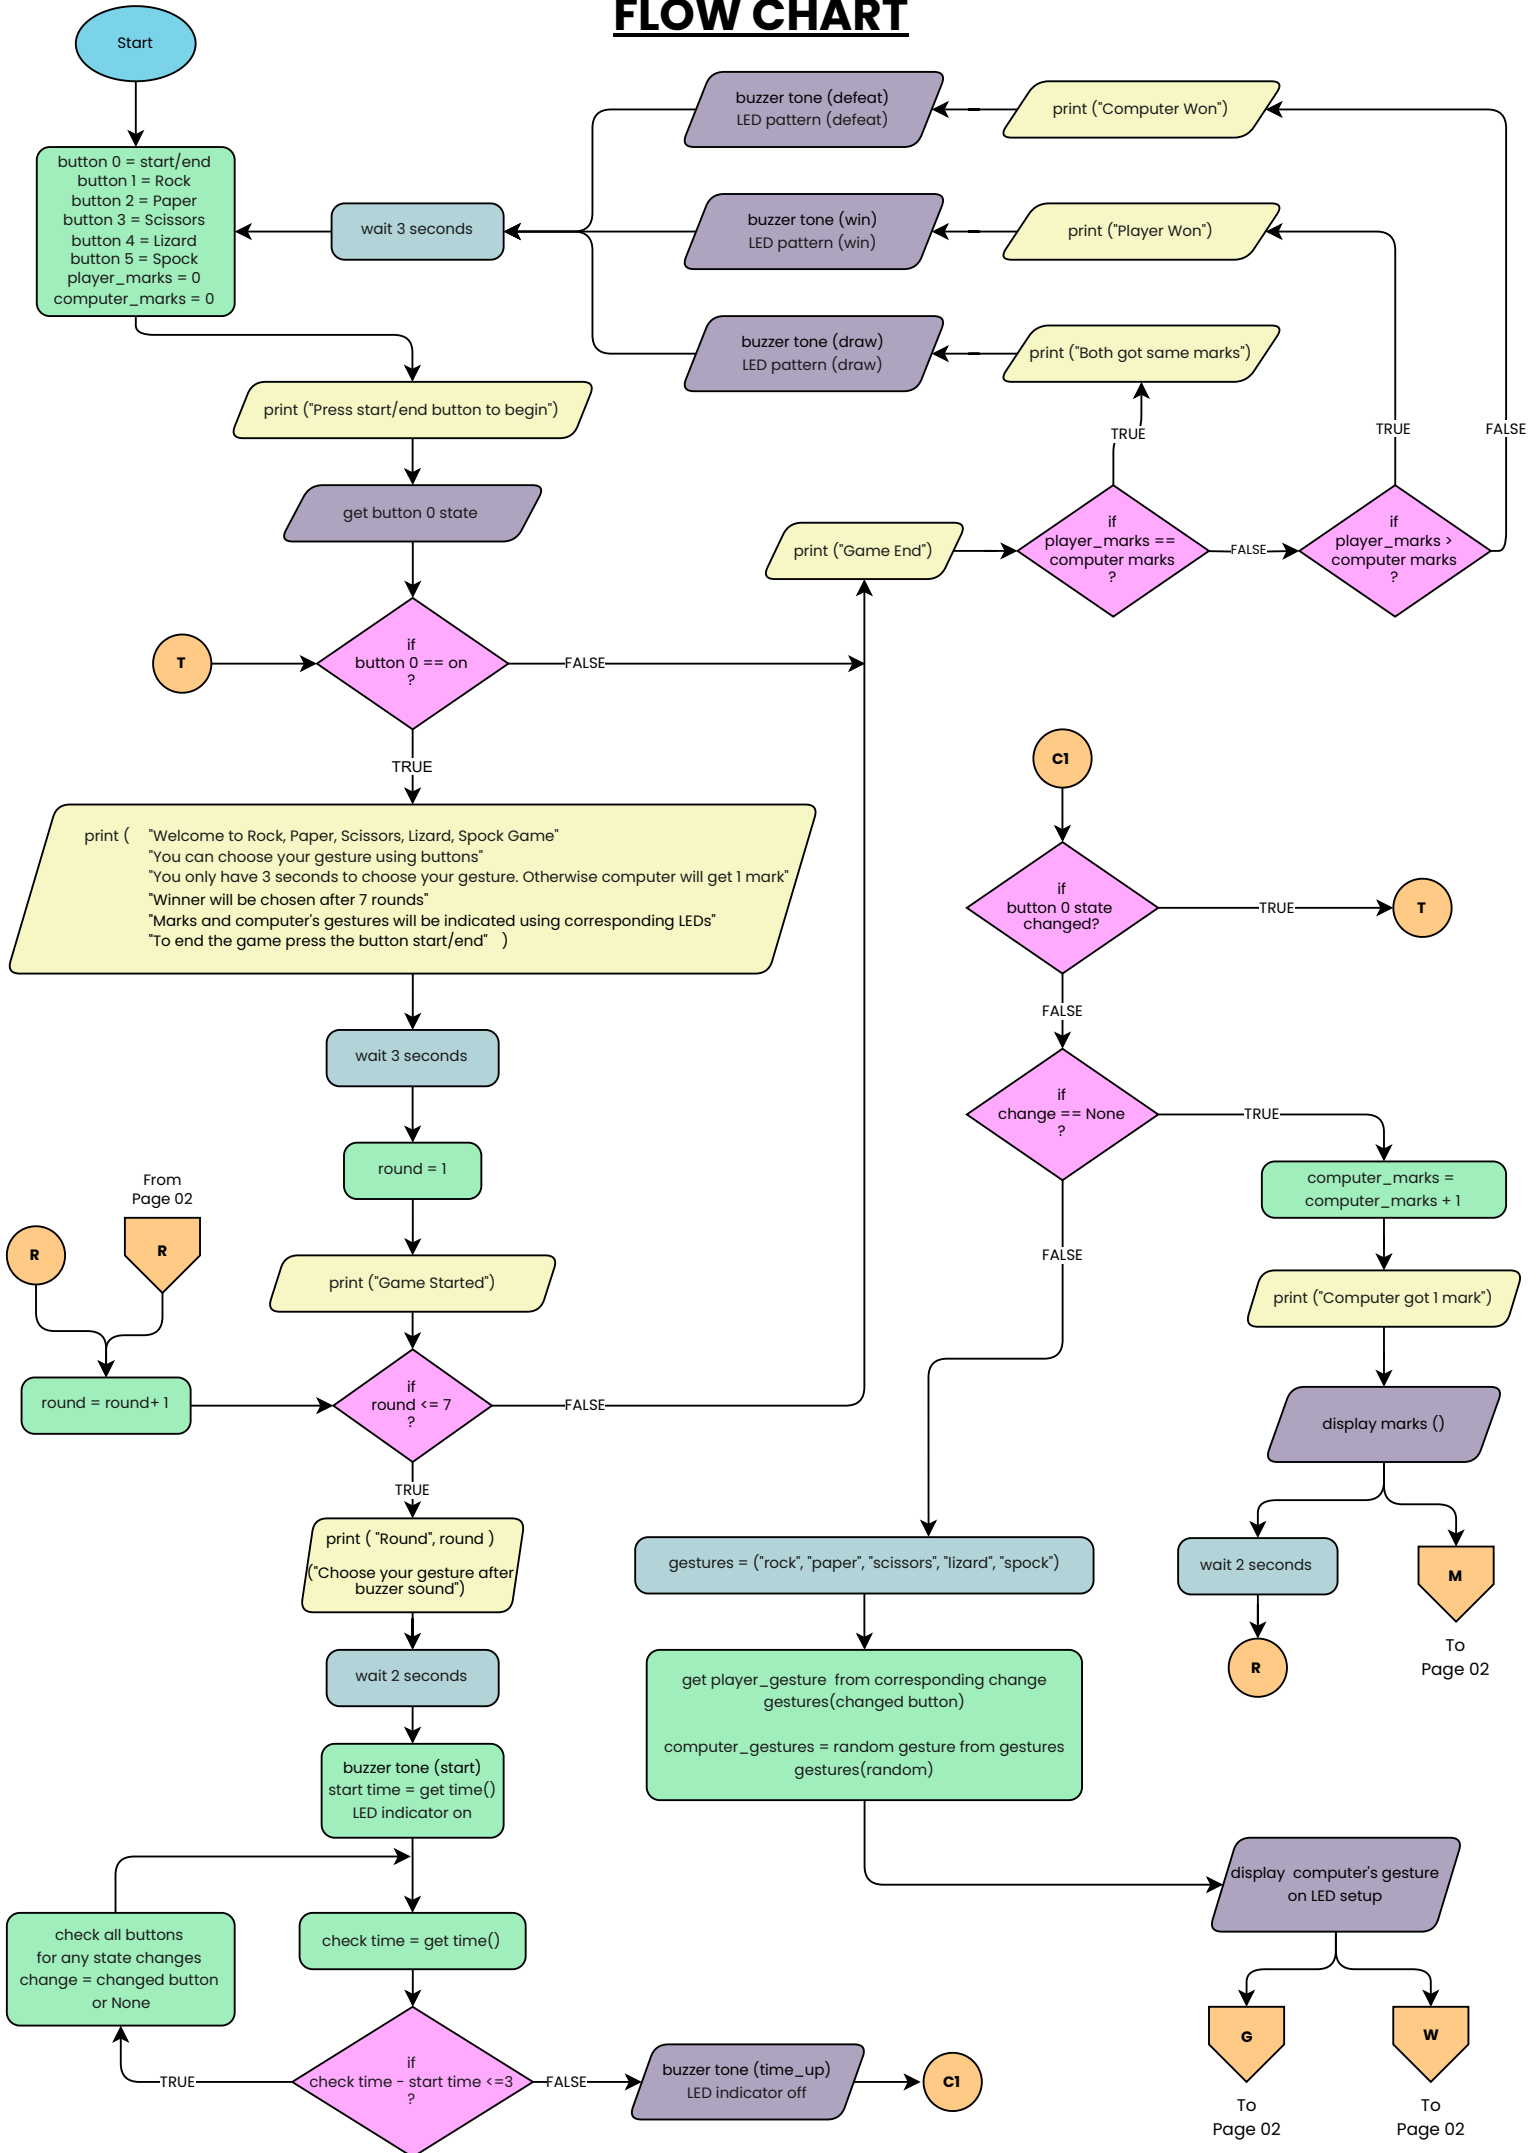 FLOW CHART
Start
button 0 = start/end
button 1 = Rock
button 2 = Paper
button 3 = Scissors
button 4 = Lizard
button 5 = Spock
player_marks = 0
computer_marks = 0
wait 3 seconds
buzzer tone (defeat)
LED pattern (defeat)
print ("Computer Won")
buzzer tone (win)
LED pattern (win)
print ("Player Won")
buzzer tone (draw)
LED pattern (draw)
print ("Both got same marks")
TRUE
TRUE
FALSE
print ("Press start/end button to begin")
get button 0 state
print ("Game End")
if
player_marks ==
computer marks
?
FALSE
if
player_marks >
computer marks
?
T
if
button 0 == on
?
FALSE
TRUE
print ( "Welcome to Rock, Paper, Scissors, Lizard, Spock Game"
"You can choose your gesture using buttons"
"You only have 3 seconds to choose your gesture. Otherwise computer will get 1 mark"
"Winner will be chosen after 7 rounds"
"Marks and computer's gestures will be indicated using corresponding LEDs"
"To end the game press the button start/end" )
wait 3 seconds
round = 1
From
Page 02
R
R
print ("Game Started")
round = round+ 1
if
round <= 7
?
FALSE
TRUE
print ( "Round", round )
("Choose your gesture after
buzzer sound")
wait 2 seconds
buzzer tone (start)
start time = get time()
LED indicator on
check all buttons
for any state changes
change = changed button
or None
check time = get time()
TRUE
if
check time - start time <=3
?
FALSE
buzzer tone (time_up)
LED indicator off
C1
C1
if
button 0 state
changed?
TRUE
T
FALSE
if
change == None
?
TRUE
computer_marks =
computer_marks + 1
FALSE
print ("Computer got 1 mark")
display marks ()
wait 2 seconds
R
M
To
Page 02
gestures = ("rock", "paper", "scissors", "lizard", "spock")
get player_gesture from corresponding change
gestures(changed button)
computer_gestures = random gesture from gestures
gestures(random)
display computer's gesture
on LED setup
G
To
Page 02
W
To
Page 02